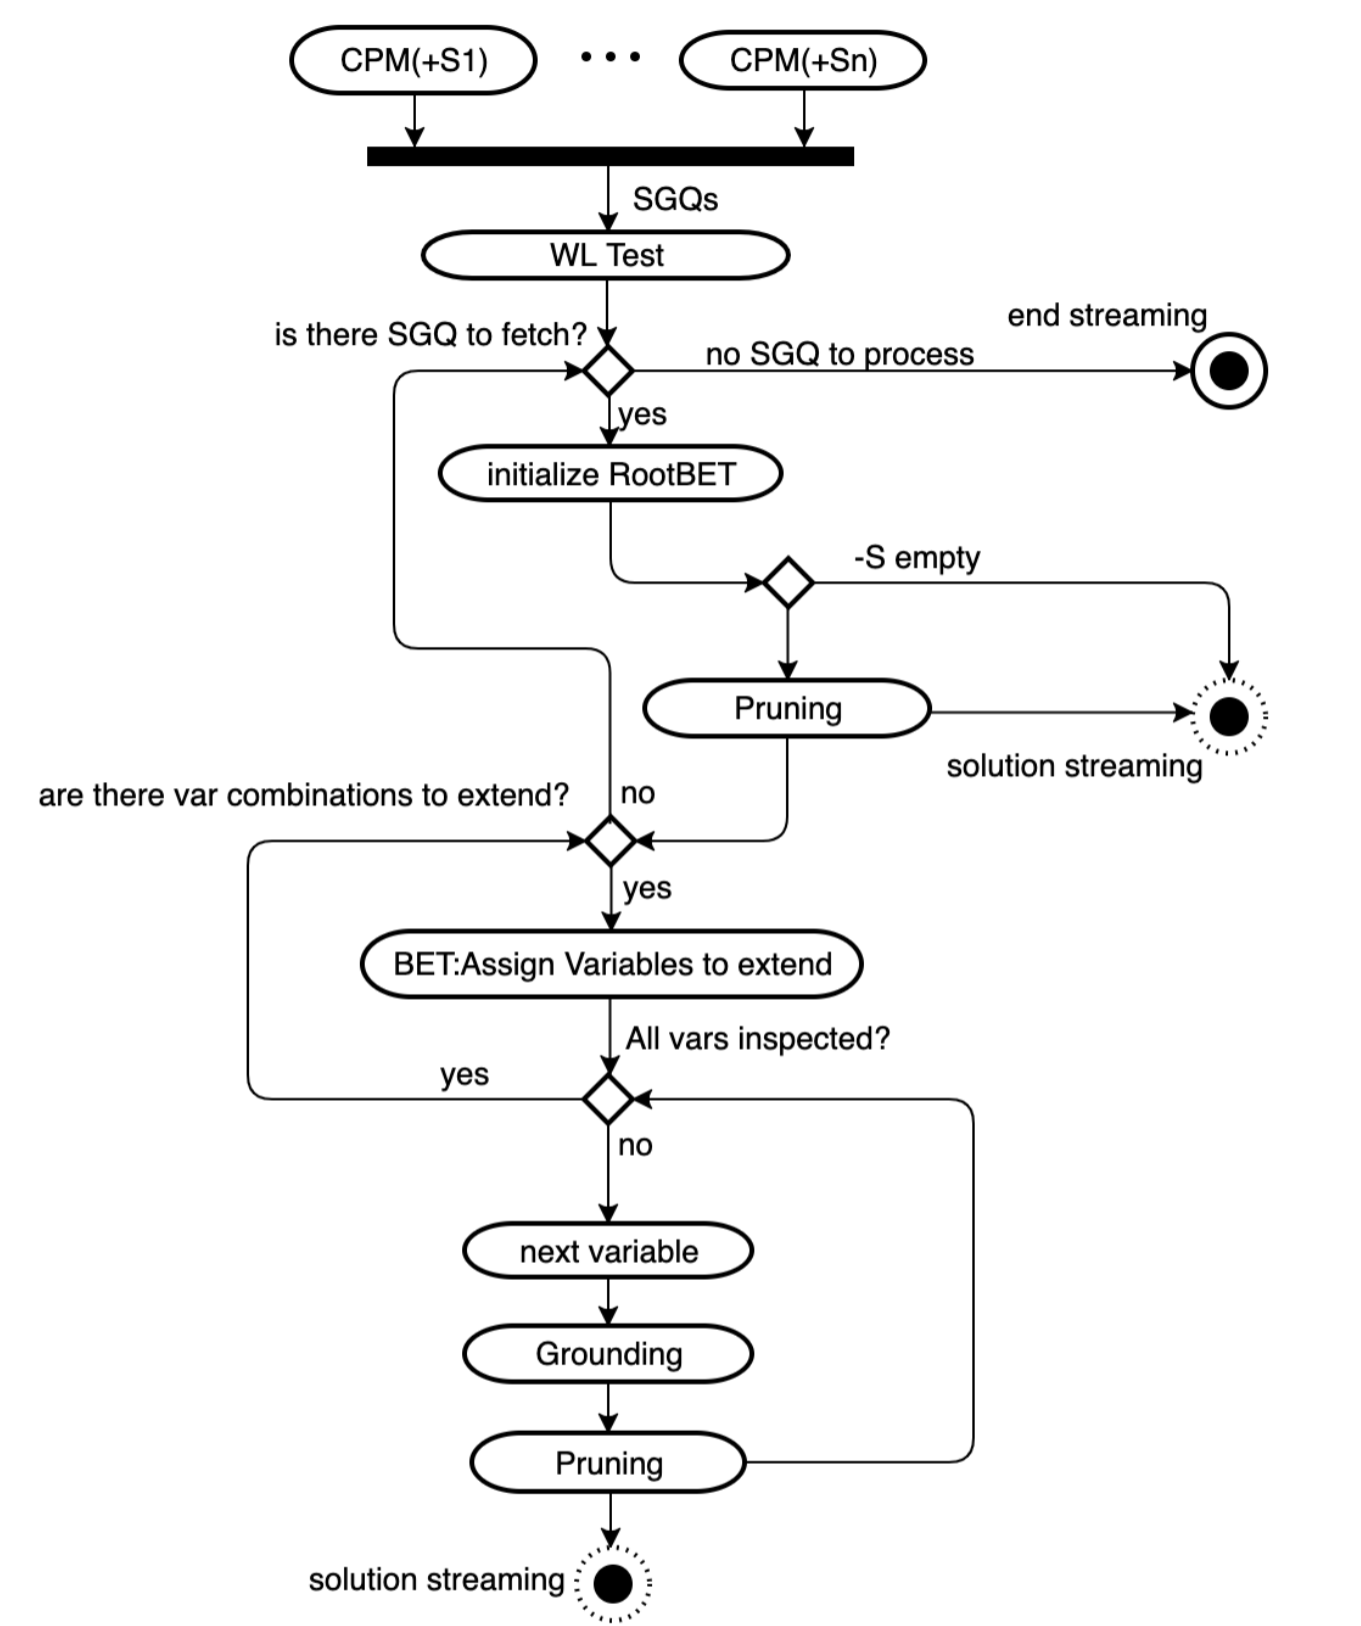 CPM(+S1)
CPM(+Sn)
SGQs
WL Test
end streaming
is there SGQ to fetch?
no SGQ to process
yes
initialize RootBET
-S empty
Pruning
solution streaming
are there var combinations to extend?
no
yes
BET:Assign Variables to extend
All vars inspected?
yes
no
next variable
Grounding
Pruning
solution streaming